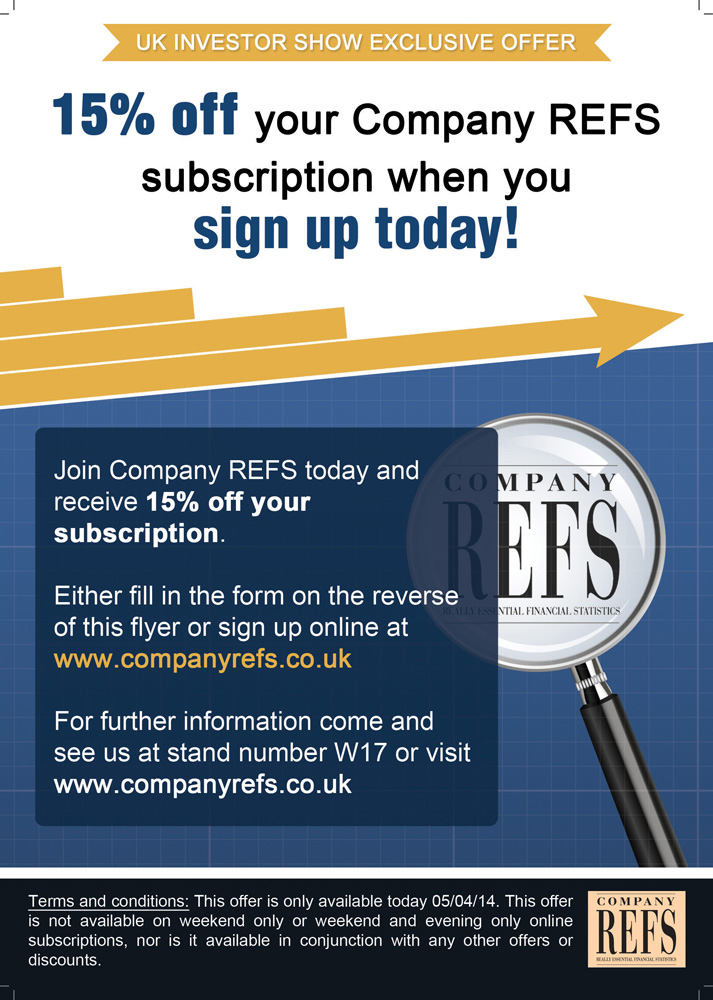 UK INVESTOR SHOW EXCLUSIVE OFFER
15% off your Company REFS
subscription when you
sign up today!
Join Company REFS today and
receive 15% off your
subscription.
Either fill in the form on the reverse
of this flyer or sign up online at
www.companyrefs.co.uk
For further information come and
see us at stand number W17 or visit
www.companyrefs.co.uk
COMPANY
REFS
REALLY ESSENTIAL FINANCIAL STATISTICS
Terms and conditions: This offer is only available today 05/04/14. This offer
is not available on weekend only or weekend and evening only online
subscriptions, nor is it available in conjunction with any other offers or
discounts.
COMPANY
REFS
REALLY ESSENTIAL FINANCIAL STATISTICS